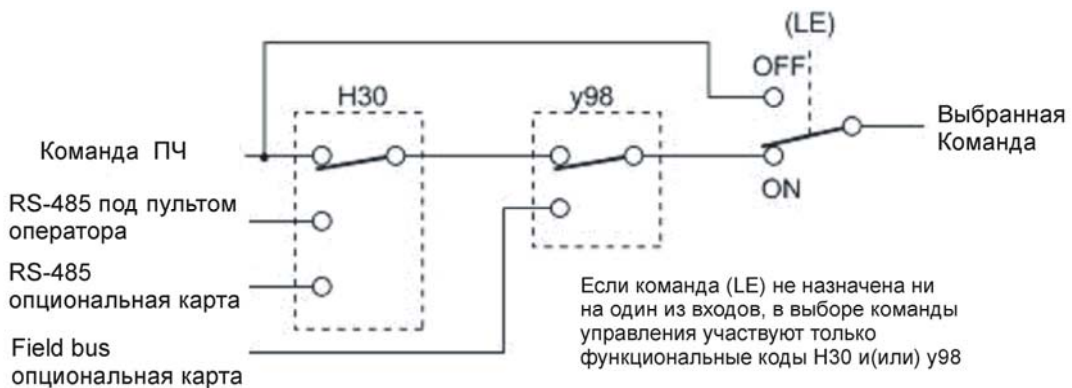 (LE)
OFF
H30
y98
Выбранная
Команда
Команда ПЧ
ON
RS-485 под пультом
оператора
RS-485
опциональная карта
Если команда (LE) не назначена ни
на один из входов, в выборе команды
управления участвуют только
функциональные коды H30 и(или) y98
Field bus
опциональная карта